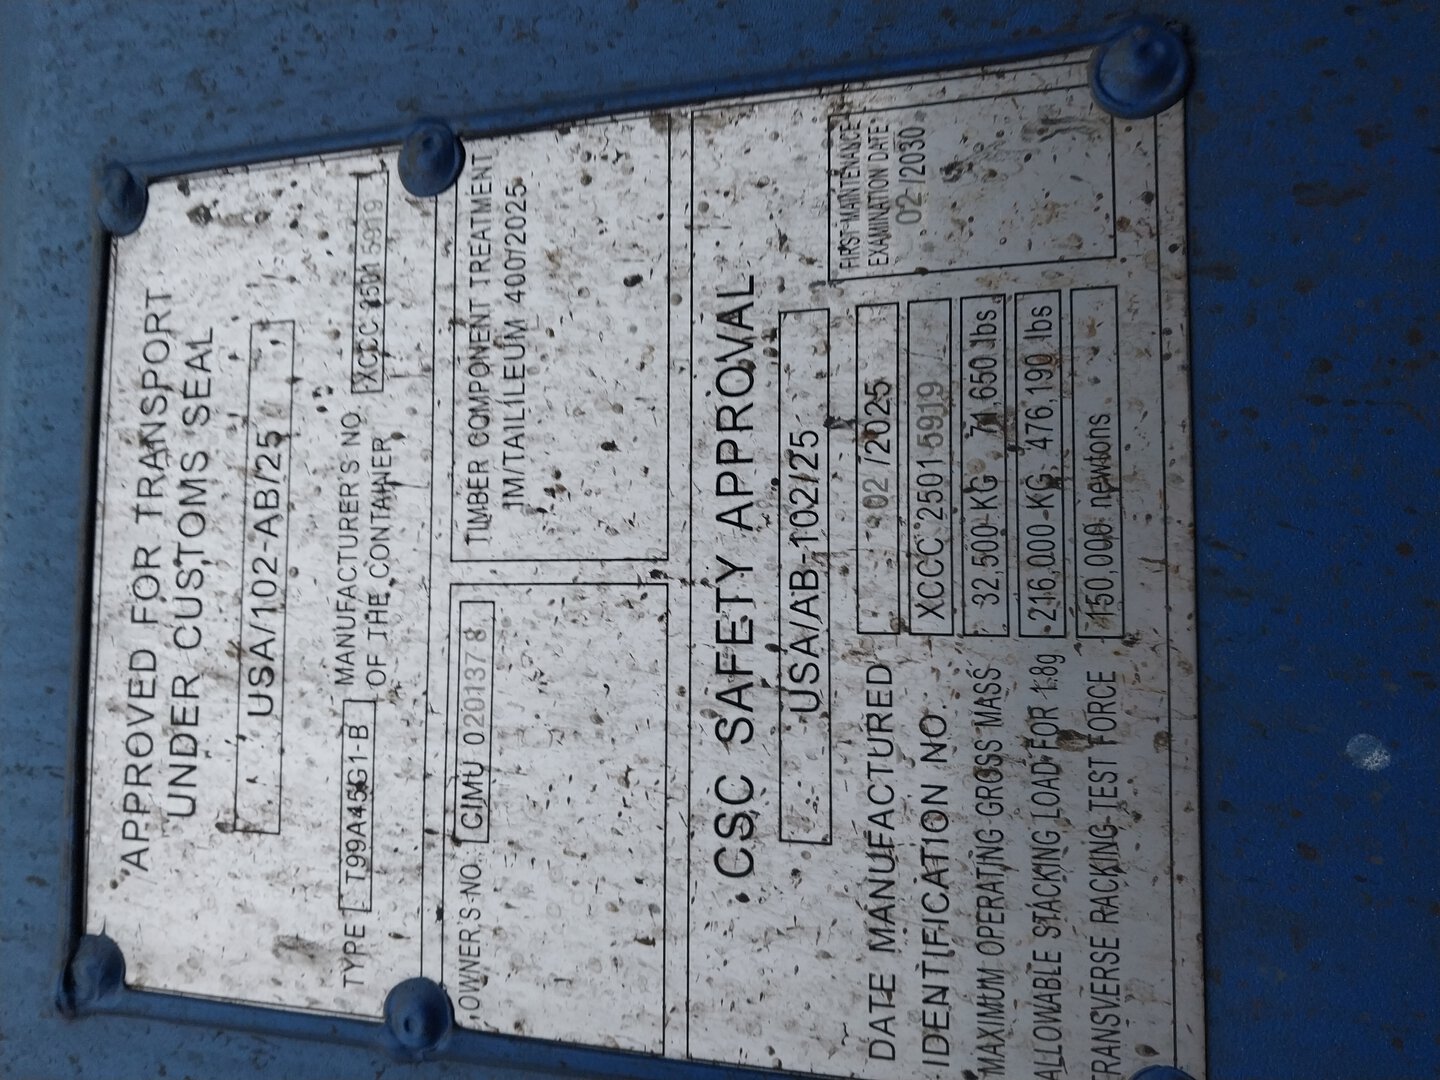 APPROVED FOR TRANSPORT
UNDER CUSTOMS SEAL
USA/102-AB/25
TYPE T99A45G1-B MANUFACTURER'S NO. OF THE CONTAINER XCCC 2501 5919
OWNER'S NO. CJMU 020137 8
TIMBER COMPONENT TREATMENT
IM/TAILILEUM 400/2025
CSC SAFETY APPROVAL
USA/AB-102/25
DATE MANUFACTURED 02 /2025
IDENTIFICATION NO. XCCC 2501 5919
MAXIMUM OPERATING GROSS MASS 32,500 KG 71,650 lbs
ALLOWABLE STACKING LOAD FOR 1.8g 216,000 KG 476,190 lbs
TRANSVERSE RACKING TEST FORCE 150,000 newtons
FIRST MAINTENANCE
EXAMINATION DATE
02 /2030